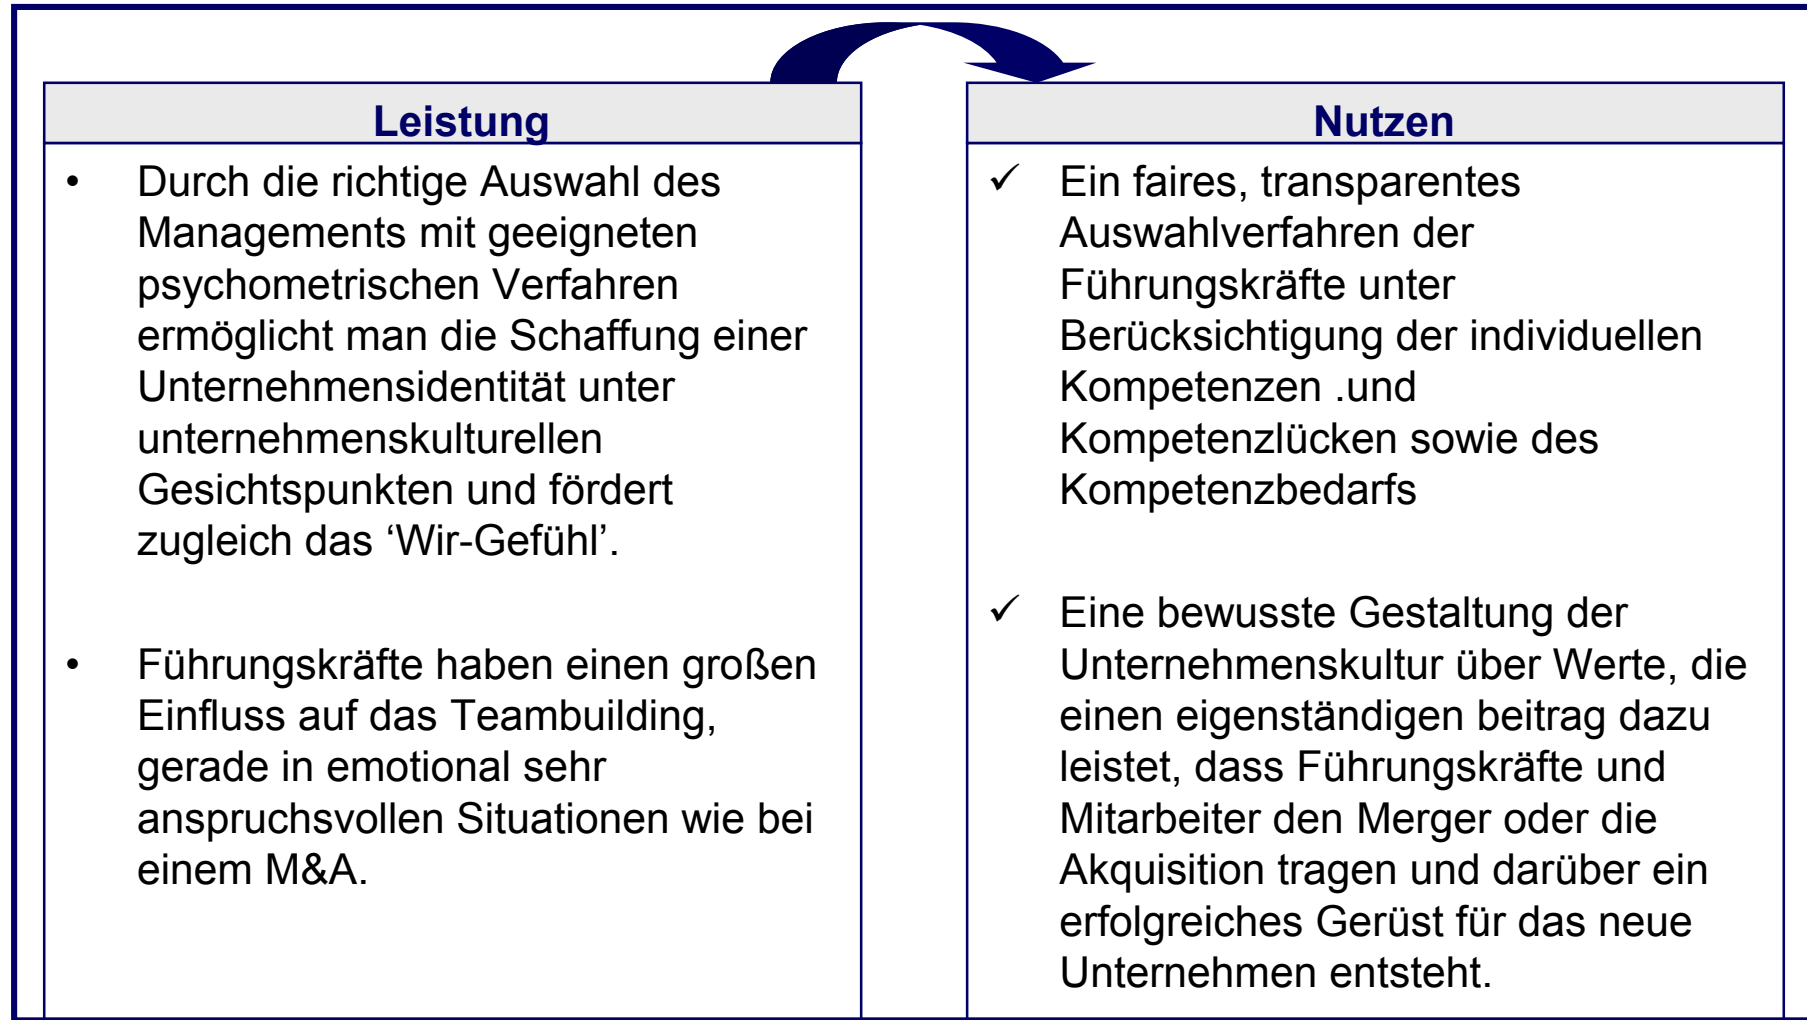 Leistung
• Durch die richtige Auswahl des
Managements mit geeigneten
psychometrischen Verfahren
ermöglicht man die Schaffung einer
Unternehmensidentität unter
unternehmenskulturellen
Gesichtspunkten und fördert
zugleich das ‘Wir-Gefühl’.
• Führungskräfte haben einen großen
Einfluss auf das Teambuilding,
gerade in emotional sehr
anspruchsvollen Situationen wie bei
einem M&A.
Nutzen
✓ Ein faires, transparentes
Auswahlverfahren der
Führungskräfte unter
Berücksichtigung der individuellen
Kompetenzen .und
Kompetenzlücken sowie des
Kompetenzbedarfs
✓ Eine bewusste Gestaltung der
Unternehmenskultur über Werte, die
einen eigenständigen beitrag dazu
leistet, dass Führungskräfte und
Mitarbeiter den Merger oder die
Akquisition tragen und darüber ein
erfolgreiches Gerüst für das neue
Unternehmen entsteht.